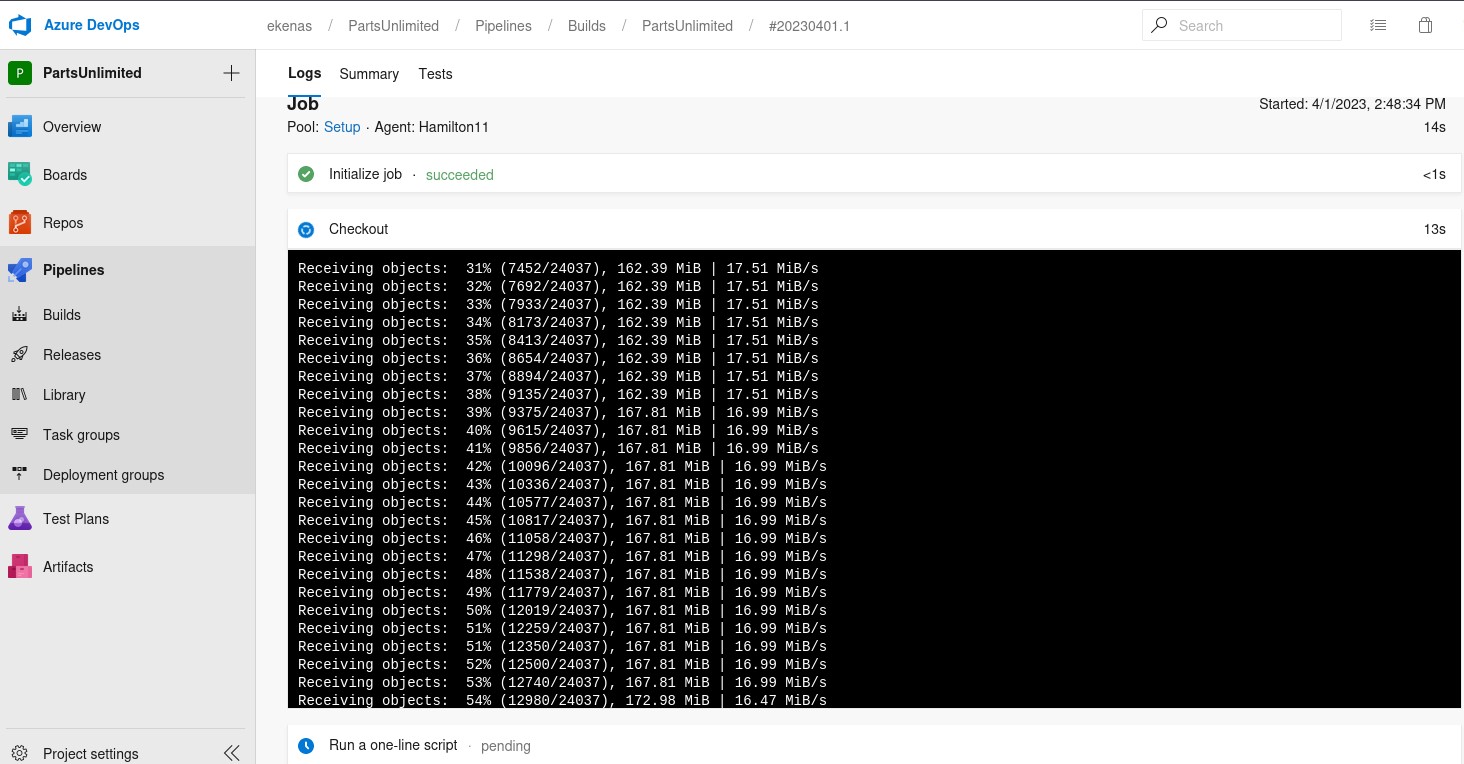 Azure DevOps
ekenas / PartsUnlimited / Pipelines / Builds / PartsUnlimited / #20230401.1
Search
P PartsUnlimited
Overview
Boards
Repos
Pipelines
Builds
Releases
Library
Task groups
Deployment groups
Test Plans
Artifacts
Project settings
Logs Summary Tests
Job
Started: 4/1/2023, 2:48:34 PM
Pool: Setup · Agent: Hamilton11
14s
Initialize job · succeeded
<1s
Checkout
13s
Receiving objects:  31% (7452/24037), 162.39 MiB | 17.51 MiB/s
Receiving objects:  32% (7692/24037), 162.39 MiB | 17.51 MiB/s
Receiving objects:  33% (7933/24037), 162.39 MiB | 17.51 MiB/s
Receiving objects:  34% (8173/24037), 162.39 MiB | 17.51 MiB/s
Receiving objects:  35% (8413/24037), 162.39 MiB | 17.51 MiB/s
Receiving objects:  36% (8654/24037), 162.39 MiB | 17.51 MiB/s
Receiving objects:  37% (8894/24037), 162.39 MiB | 17.51 MiB/s
Receiving objects:  38% (9135/24037), 162.39 MiB | 17.51 MiB/s
Receiving objects:  39% (9375/24037), 167.81 MiB | 16.99 MiB/s
Receiving objects:  40% (9615/24037), 167.81 MiB | 16.99 MiB/s
Receiving objects:  41% (9856/24037), 167.81 MiB | 16.99 MiB/s
Receiving objects:  42% (10096/24037), 167.81 MiB | 16.99 MiB/s
Receiving objects:  43% (10336/24037), 167.81 MiB | 16.99 MiB/s
Receiving objects:  44% (10577/24037), 167.81 MiB | 16.99 MiB/s
Receiving objects:  45% (10817/24037), 167.81 MiB | 16.99 MiB/s
Receiving objects:  46% (11058/24037), 167.81 MiB | 16.99 MiB/s
Receiving objects:  47% (11298/24037), 167.81 MiB | 16.99 MiB/s
Receiving objects:  48% (11538/24037), 167.81 MiB | 16.99 MiB/s
Receiving objects:  49% (11779/24037), 167.81 MiB | 16.99 MiB/s
Receiving objects:  50% (12019/24037), 167.81 MiB | 16.99 MiB/s
Receiving objects:  51% (12259/24037), 167.81 MiB | 16.99 MiB/s
Receiving objects:  51% (12350/24037), 167.81 MiB | 16.99 MiB/s
Receiving objects:  52% (12500/24037), 167.81 MiB | 16.99 MiB/s
Receiving objects:  53% (12740/24037), 167.81 MiB | 16.99 MiB/s
Receiving objects:  54% (12980/24037), 172.98 MiB | 16.47 MiB/s
Run a one-line script · pending